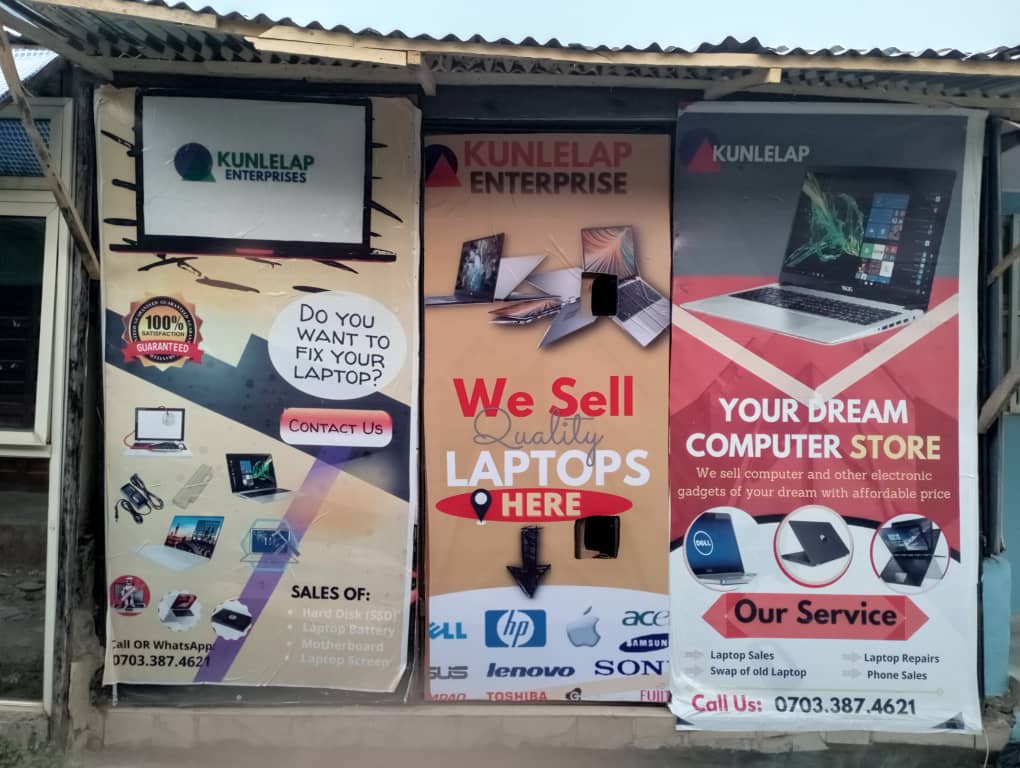 KUNLELAP
ENTERPRISES
100%
SATISFACTION
GUARANTEED
DO YOU
WANT TO
FIX YOUR
LAPTOP?
CONTACT US
SALES OF:
Hard Disk (SSD)
Laptop Battery
Motherboard
Laptop Screen
Call OR WhatsApp:
0703.387.4621
KUNLELAP
ENTERPRISE
We Sell
Quality
LAPTOPS
HERE
hp
lenovo
SAMSUNG
TOSHIBA
KUNLELAP
YOUR DREAM
COMPUTER STORE
We sell computer and other electronic
gadgets of your dream with affordable price
DELL
Our Service
Laptop Sales
Laptop Repairs
Swap of old Laptop
Phone Sales
Call Us: 0703.387.4621